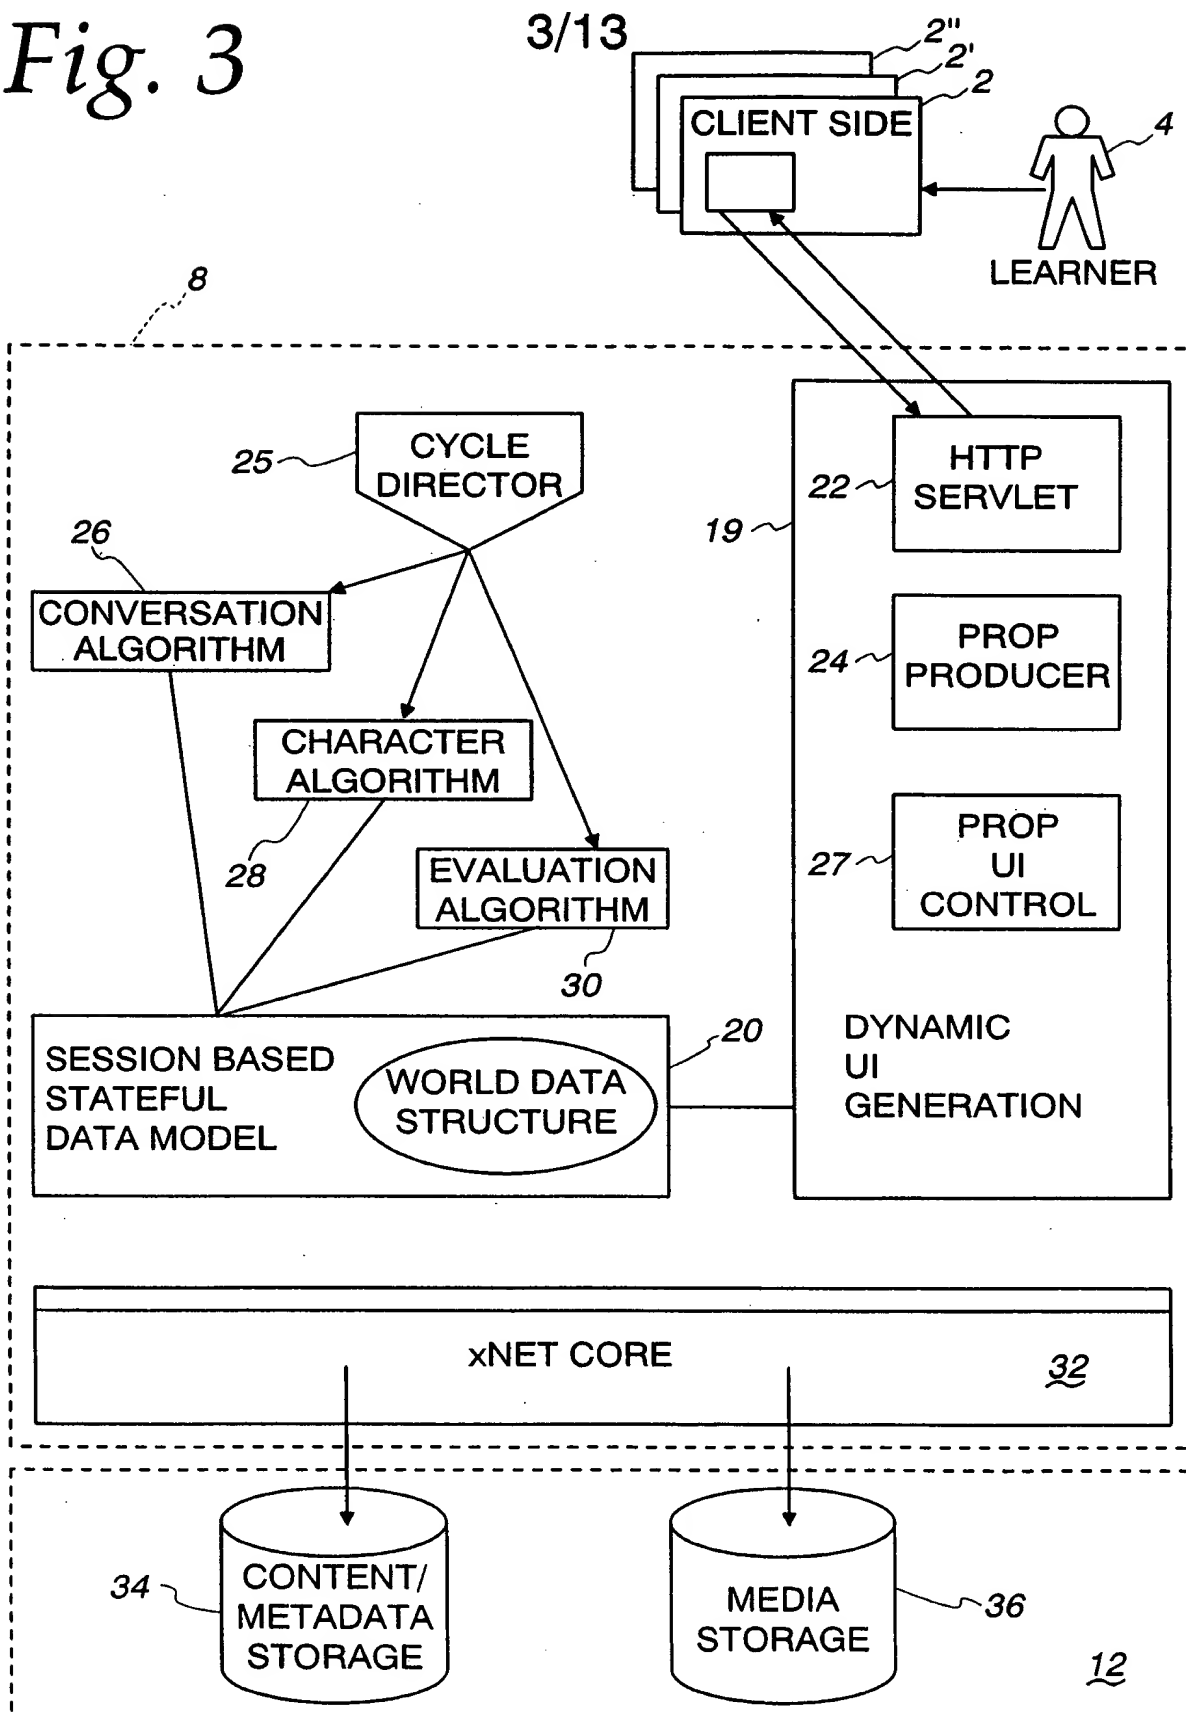 Fig. 3
3/13
2"
2'
2
CLIENT SIDE
4
LEARNER
8
CYCLE
DIRECTOR
25
HTTP
SERVLET
22
19
26
CONVERSATION
ALGORITHM
PROP
PRODUCER
24
CHARACTER
ALGORITHM
28
PROP
UI
CONTROL
27
EVALUATION
ALGORITHM
30
20
SESSION BASED
STATEFUL
DATA MODEL
WORLD DATA
STRUCTURE
DYNAMIC
UI
GENERATION
xNET CORE
32
34
CONTENT/
METADATA
STORAGE
MEDIA
STORAGE
36
12